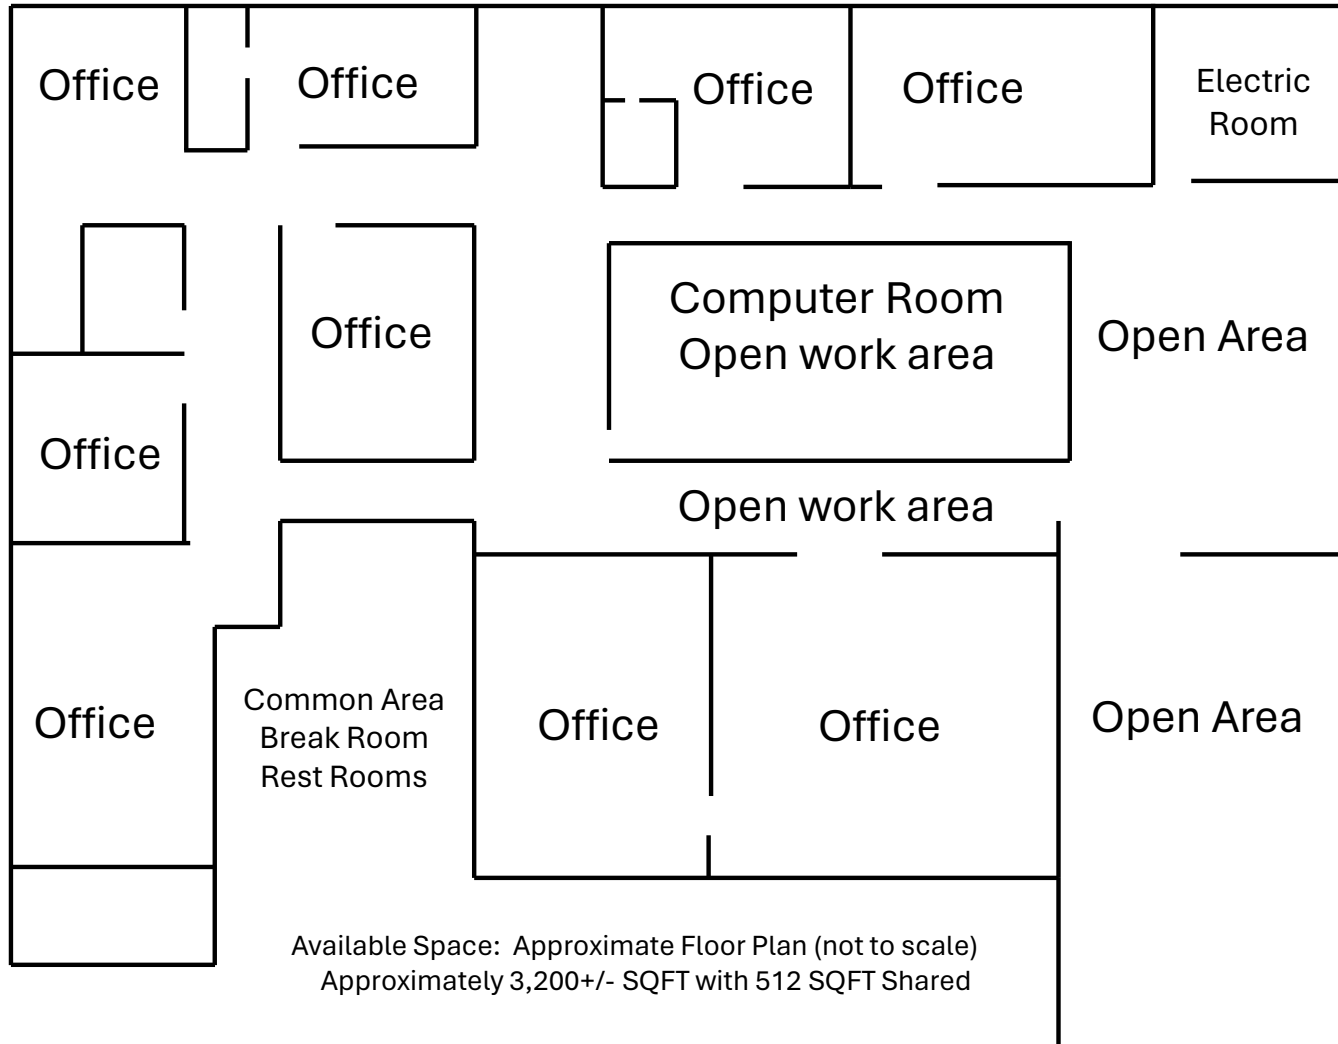 Office
Office
Office
Office
Electric
Room
Office
Computer Room
Open work area
Open Area
Office
Open work area
Office
Common Area
Break Room
Rest Rooms
Office
Office
Open Area
Available Space:  Approximate Floor Plan (not to scale)
Approximately 3,200+/- SQFT with 512 SQFT Shared